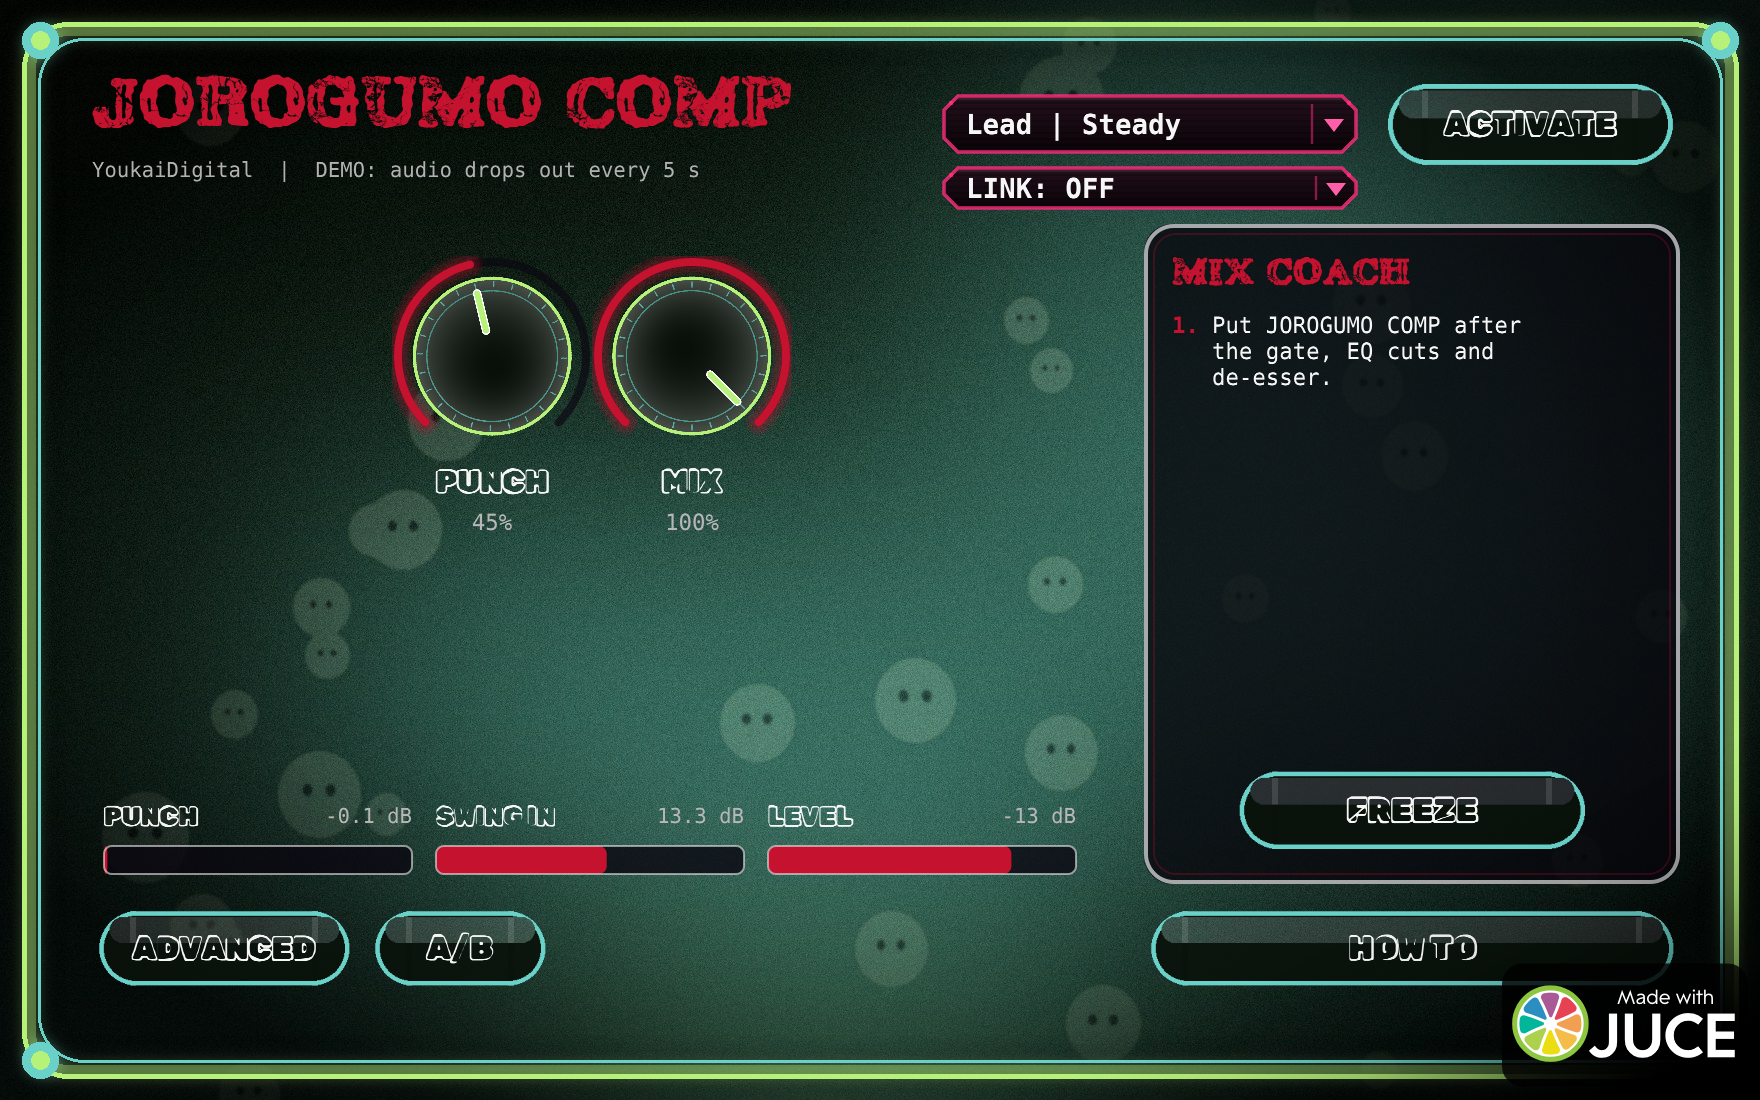 JOROGUMO COMP
YoukaiDigital | DEMO: audio drops out every 5 s
Lead | Steady
LINK: OFF
ACTIVATE
PUNCH
45%
MIX
100%
MIX COACH
1. Put JOROGUMO COMP after
the gate, EQ cuts and
de-esser.
FREEZE
PUNCH -0.1 dB
SWING IN 13.3 dB
LEVEL -13 dB
ADVANCED
A/B
HOW TO
Made with
JUCE